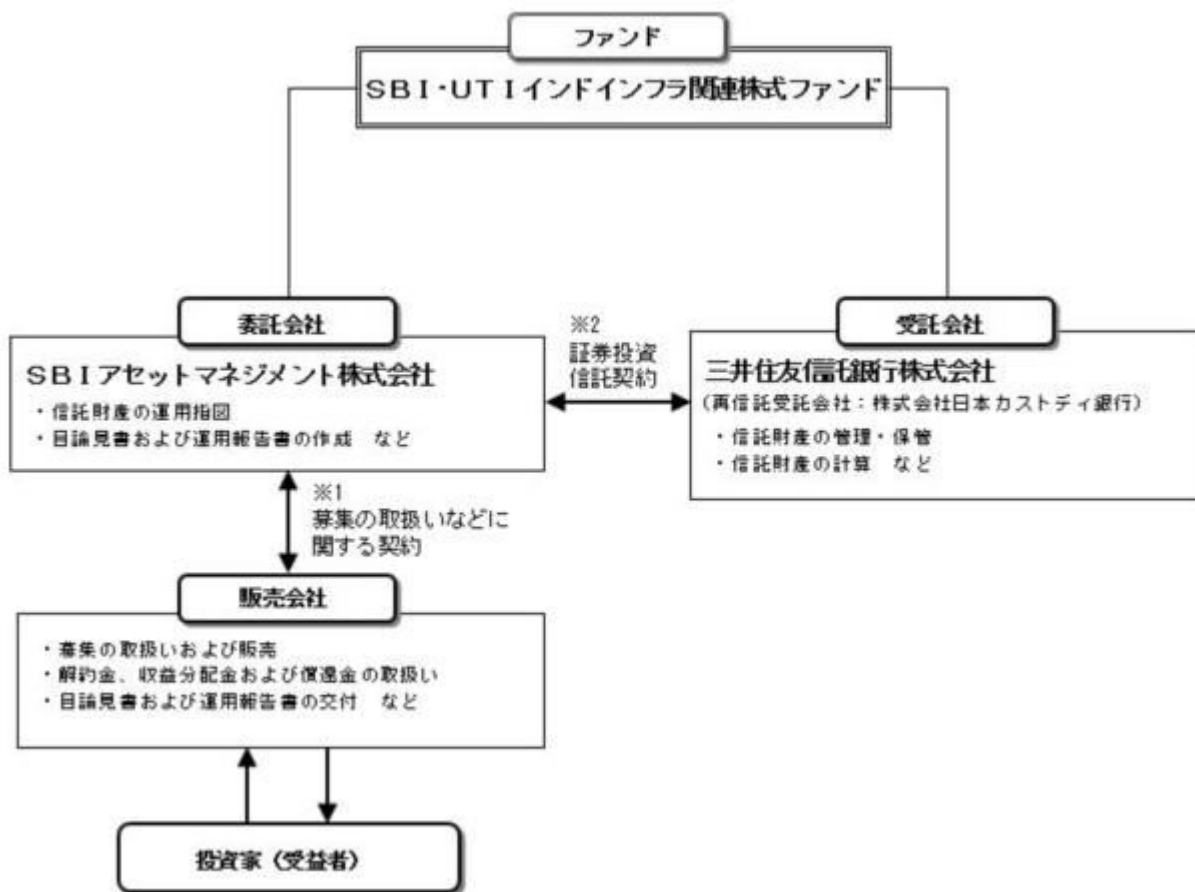 ファンド
SBI・UTIインドインフラ関連株式ファンド
委託会社
SBIアセットマネジメント株式会社
・信託財産の運用指図
・目論見書および運用報告書の作成 など
※2
証券投資
信託契約
受託会社
三井住友信託銀行株式会社
(再信託受託会社:株式会社日本カストディ銀行)
・信託財産の管理・保管
・信託財産の計算 など
※1
募集の取扱いなどに
関する契約
販売会社
・募集の取扱いおよび販売
・解約金、収益分配金および償還金の取扱い
・目論見書および運用報告書の交付 など
投資家(受益者)